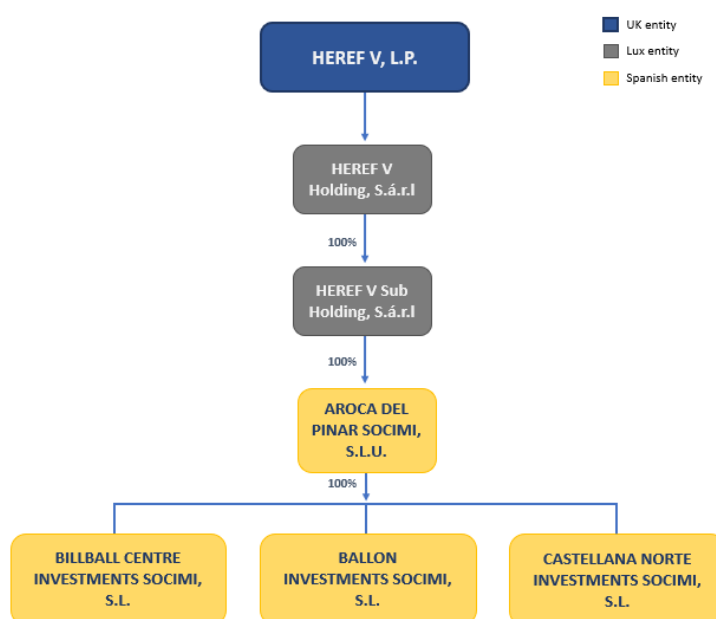 UK entity
Lux entity
Spanish entity
HEREF V, L.P.
HEREF V
Holding, S.á.r.l
100%
HEREF V Sub
Holding, S.á.r.l
100%
AROCA DEL
PINAR SOCIMI,
S.L.U.
100%
BILLBALL CENTRE
INVESTMENTS SOCIMI,
S.L.
BALLON
INVESTMENTS SOCIMI,
S.L.
CASTELLANA NORTE
INVESTMENTS SOCIMI,
S.L.